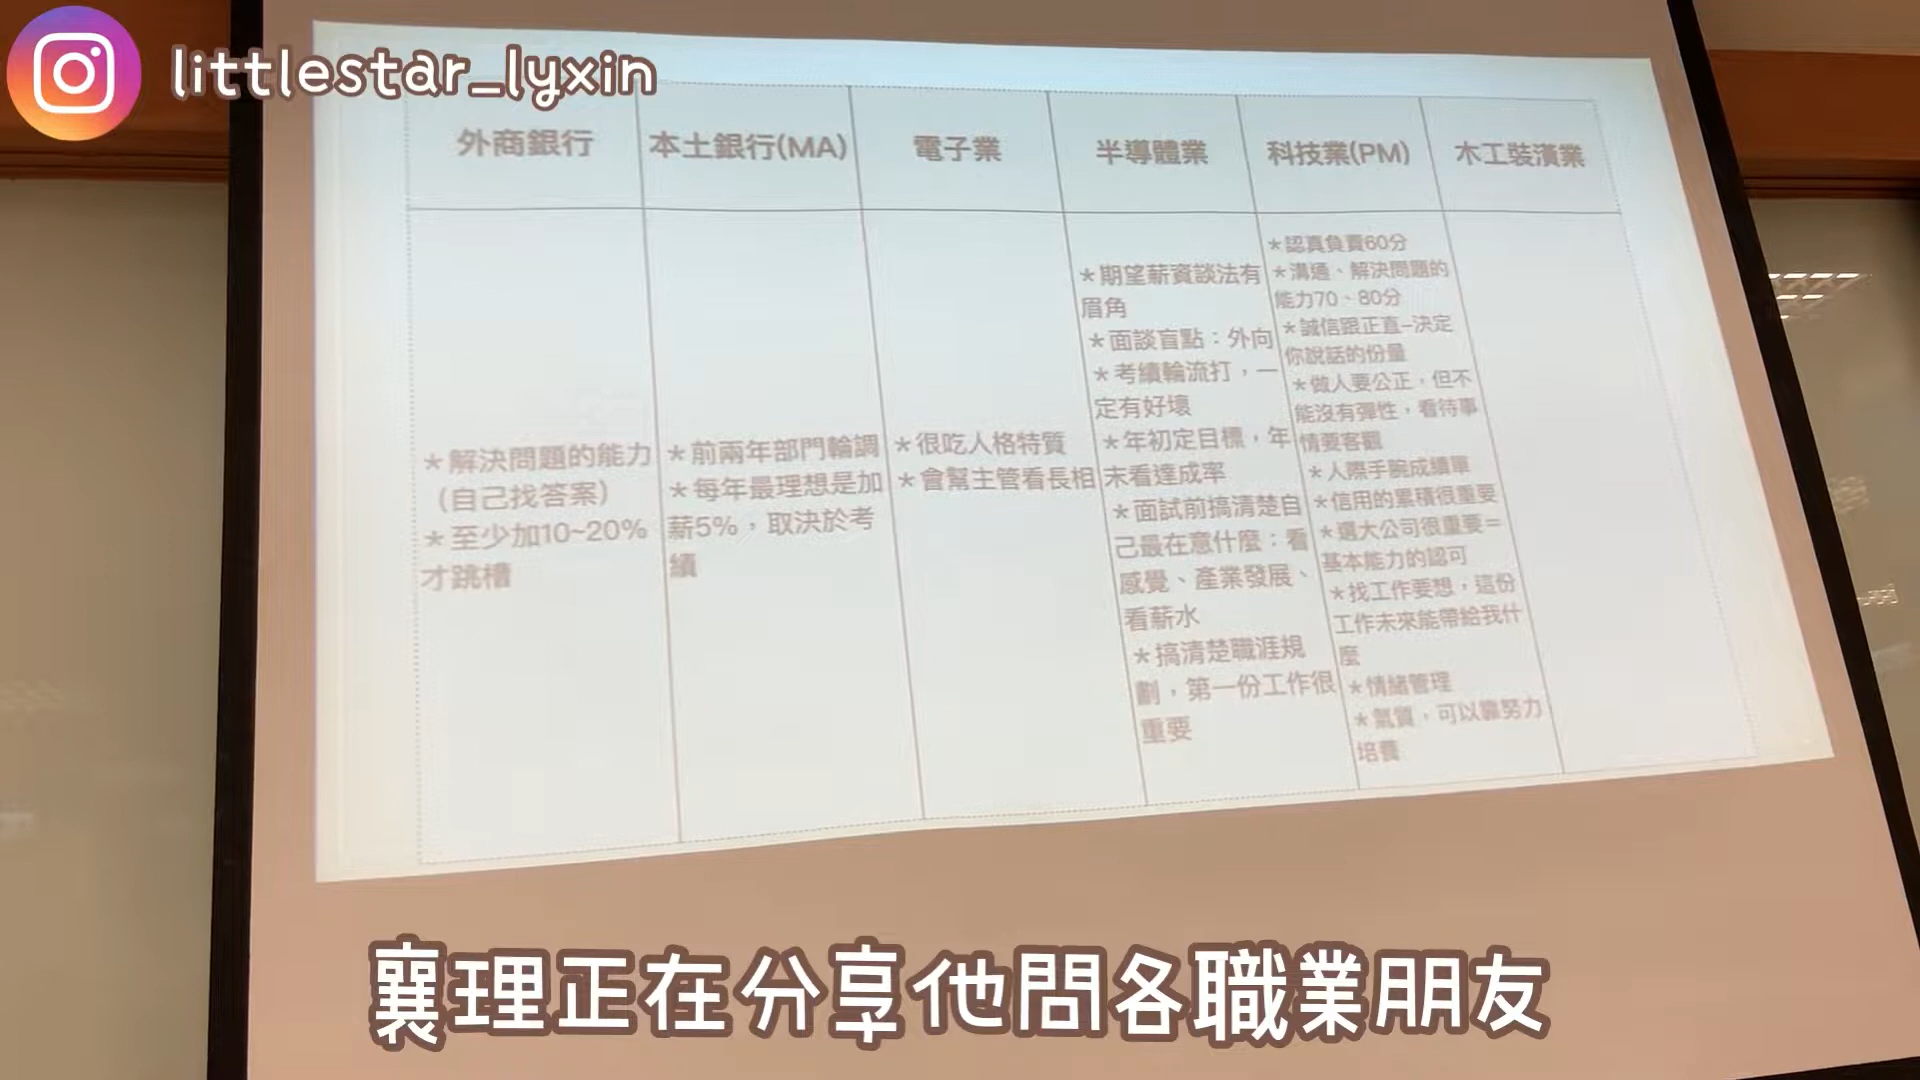 littlestar_lyxin
外商銀行
本土銀行(MA)
電子業
半導體業
科技業(PM)
木工裝潢業
＊解決問題的能力
（自己找答案）
＊至少加10~20%
才跳槽
＊前兩年部門輪調
＊每年最理想是加
薪5%，取決於考
績
＊很吃人格特質
＊會幫主管看長相
＊期望薪資談法有
眉角
＊面談盲點：外向
＊考績輪流打，一
定有好壞
＊年初定目標，年
末看達成率
＊面試前搞清楚自
己最在意什麼：看
感覺、產業發展、
看薪水
＊搞清楚職涯規
劃，第一份工作很
重要
＊認真負責60分
＊溝通、解決問題的
能力70、80分
＊誠信跟正直–決定
你說話的份量
＊做人要公正，但不
能沒有彈性，看待事
情要客觀
＊人際手腕成績單
＊信用的累積很重要
＊選大公司很重要＝
基本能力的認可
＊找工作要想，這份
工作未來能帶給我什
麼
＊情緒管理
＊氣質，可以靠努力
培養
襄理正在分享他問各職業朋友